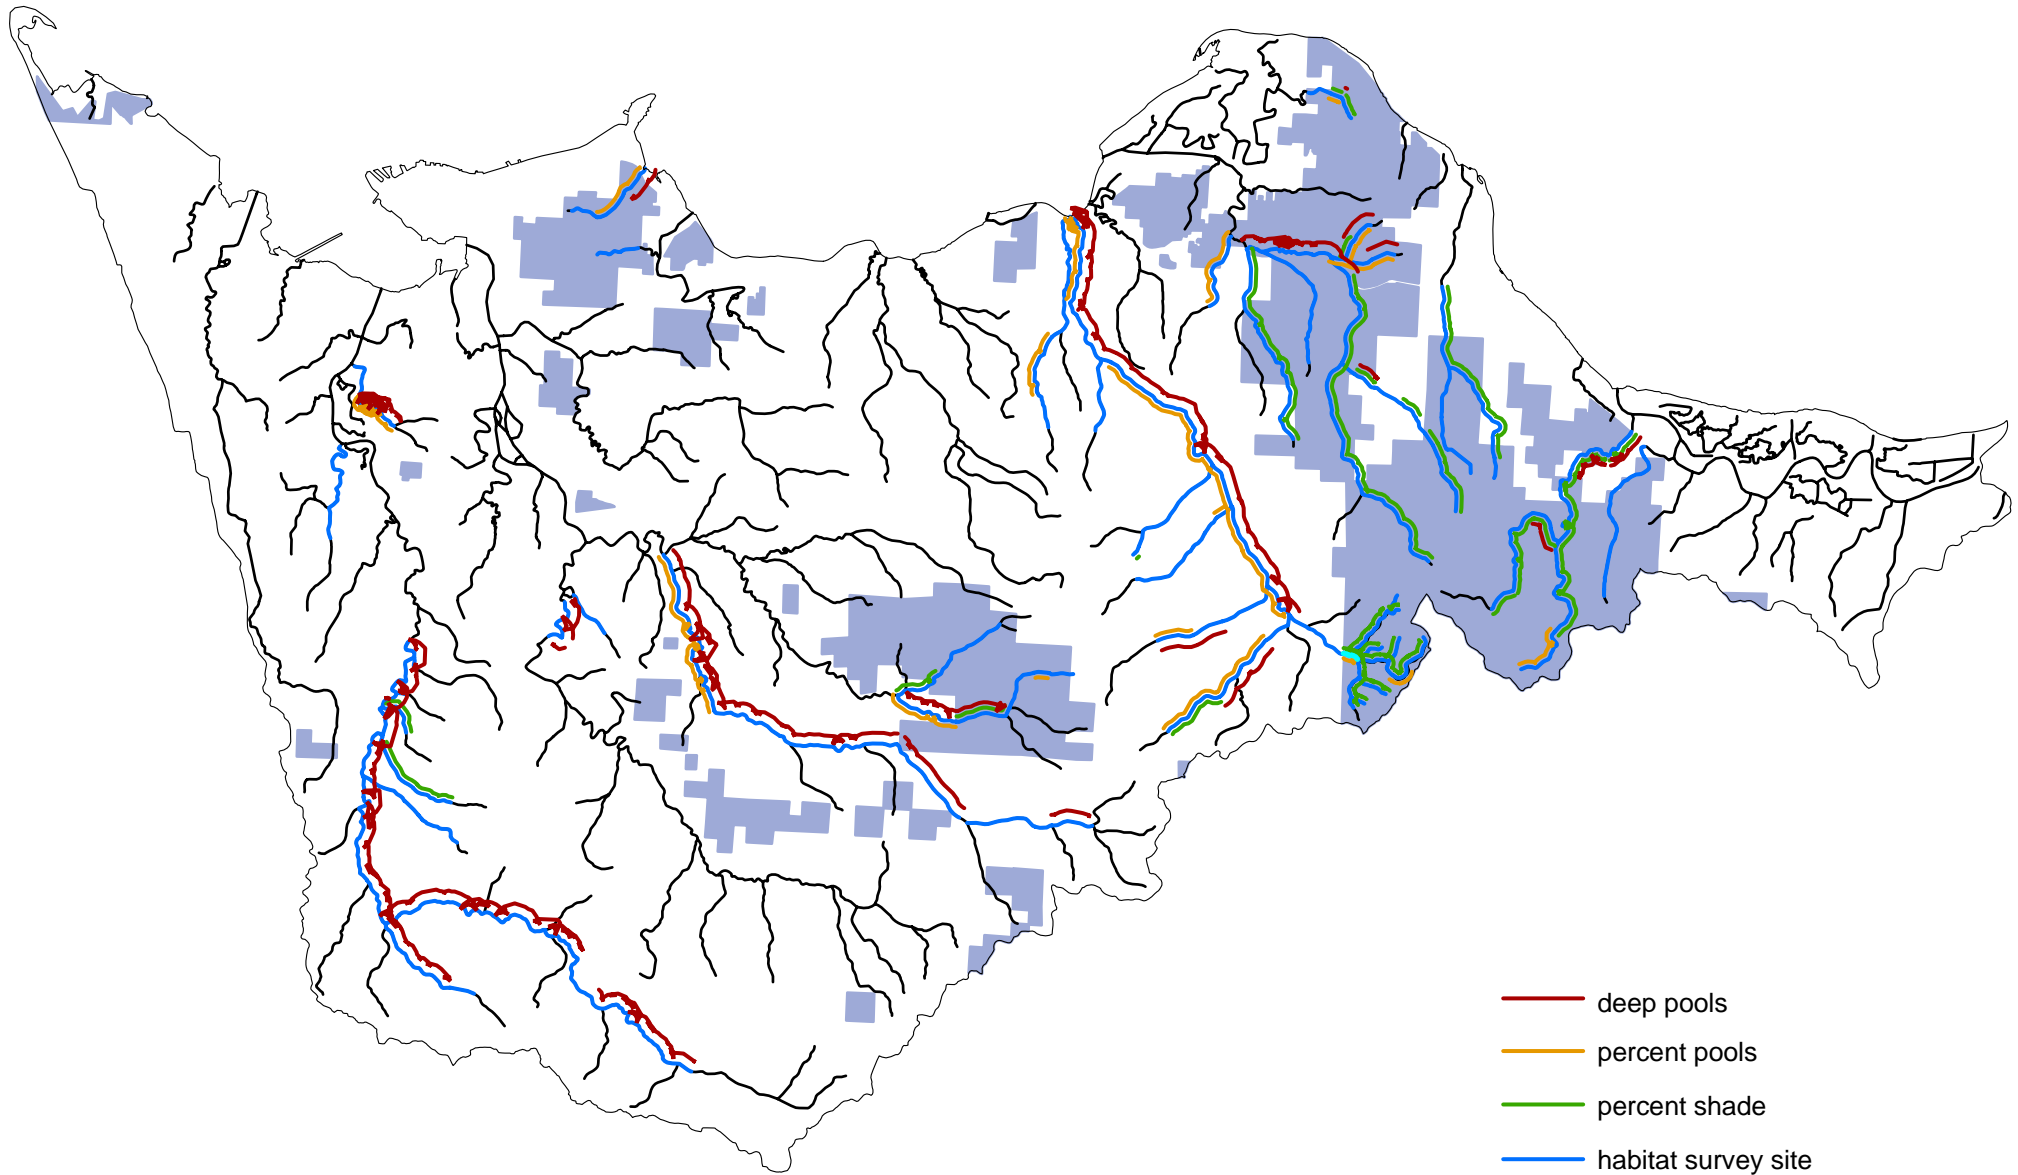 deep pools
percent pools
percent shade
habitat survey site